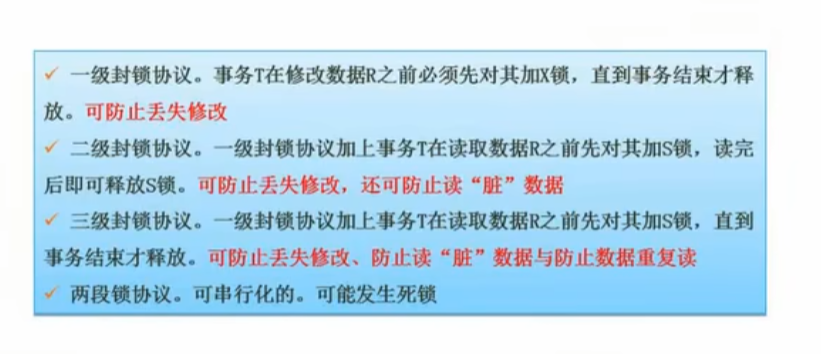 ✓ 一级封锁协议。事务T在修改数据R之前必须先对其加X锁，直到事务结束才释
放。可防止丢失修改
✓ 二级封锁协议。一级封锁协议加上事务T在读取数据R之前先对其加S锁，读完
后即可释放S锁。可防止丢失修改，还可防止读“脏”数据
✓ 三级封锁协议。一级封锁协议加上事务T在读取数据R之前先对其加S锁，直到
事务结束才释放。可防止丢失修改、防止读“脏”数据与防止数据重复读
✓ 两段锁协议。可串行化的。可能发生死锁